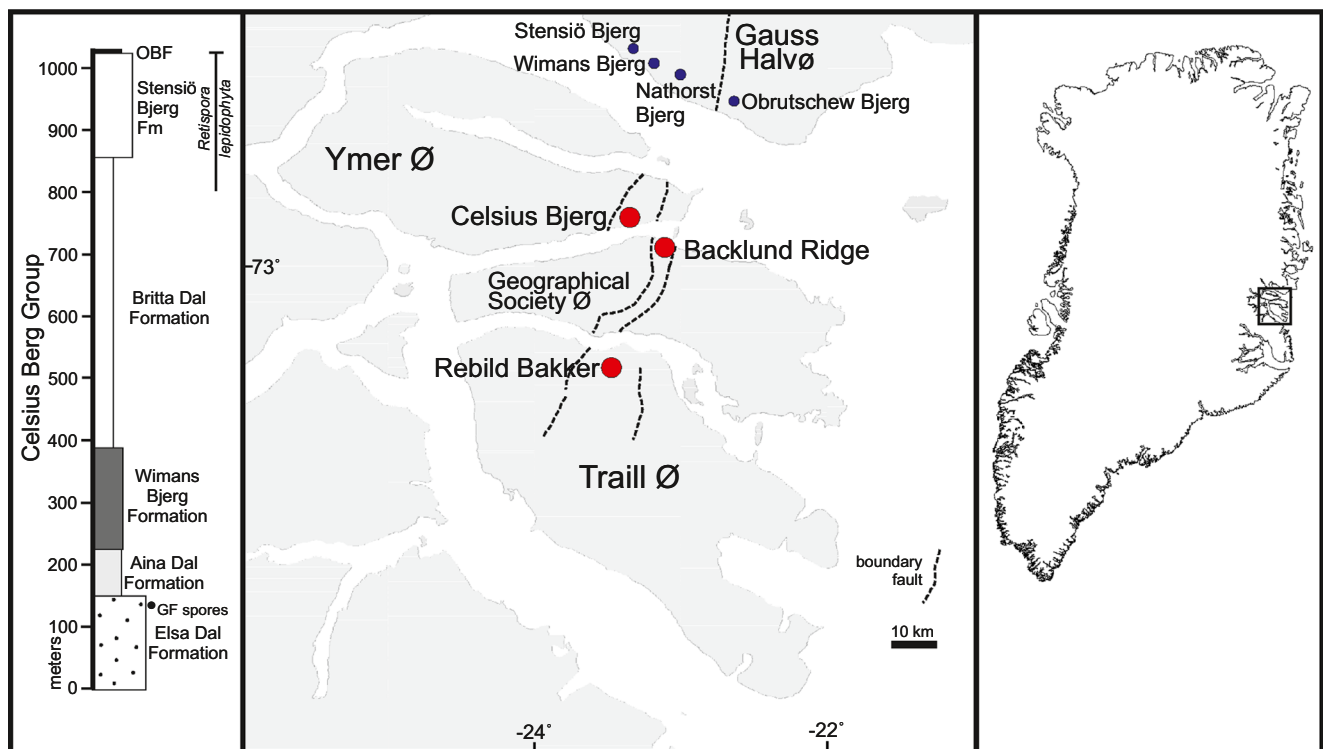 OBF
1000
Stensiö
Bjerg
Fm
Retispora
lepidophyta
900
800
700
Celsius Berg Group
Britta Dal
Formation
600
500
400
Wimans
Bjerg
Formation
300
200
Aina Dal
Formation
GF spores
100
Elsa Dal
Formation
meters
0
Stensiö Bjerg
Wimans Bjerg
Nathorst
Bjerg
Gauss
Halvø
Obrutschew Bjerg
Ymer Ø
Celsius Bjerg
Backlund Ridge
73°
Geographical
Society Ø
Rebild Bakker
Traill Ø
boundary
fault
10 km
-24°
-22°